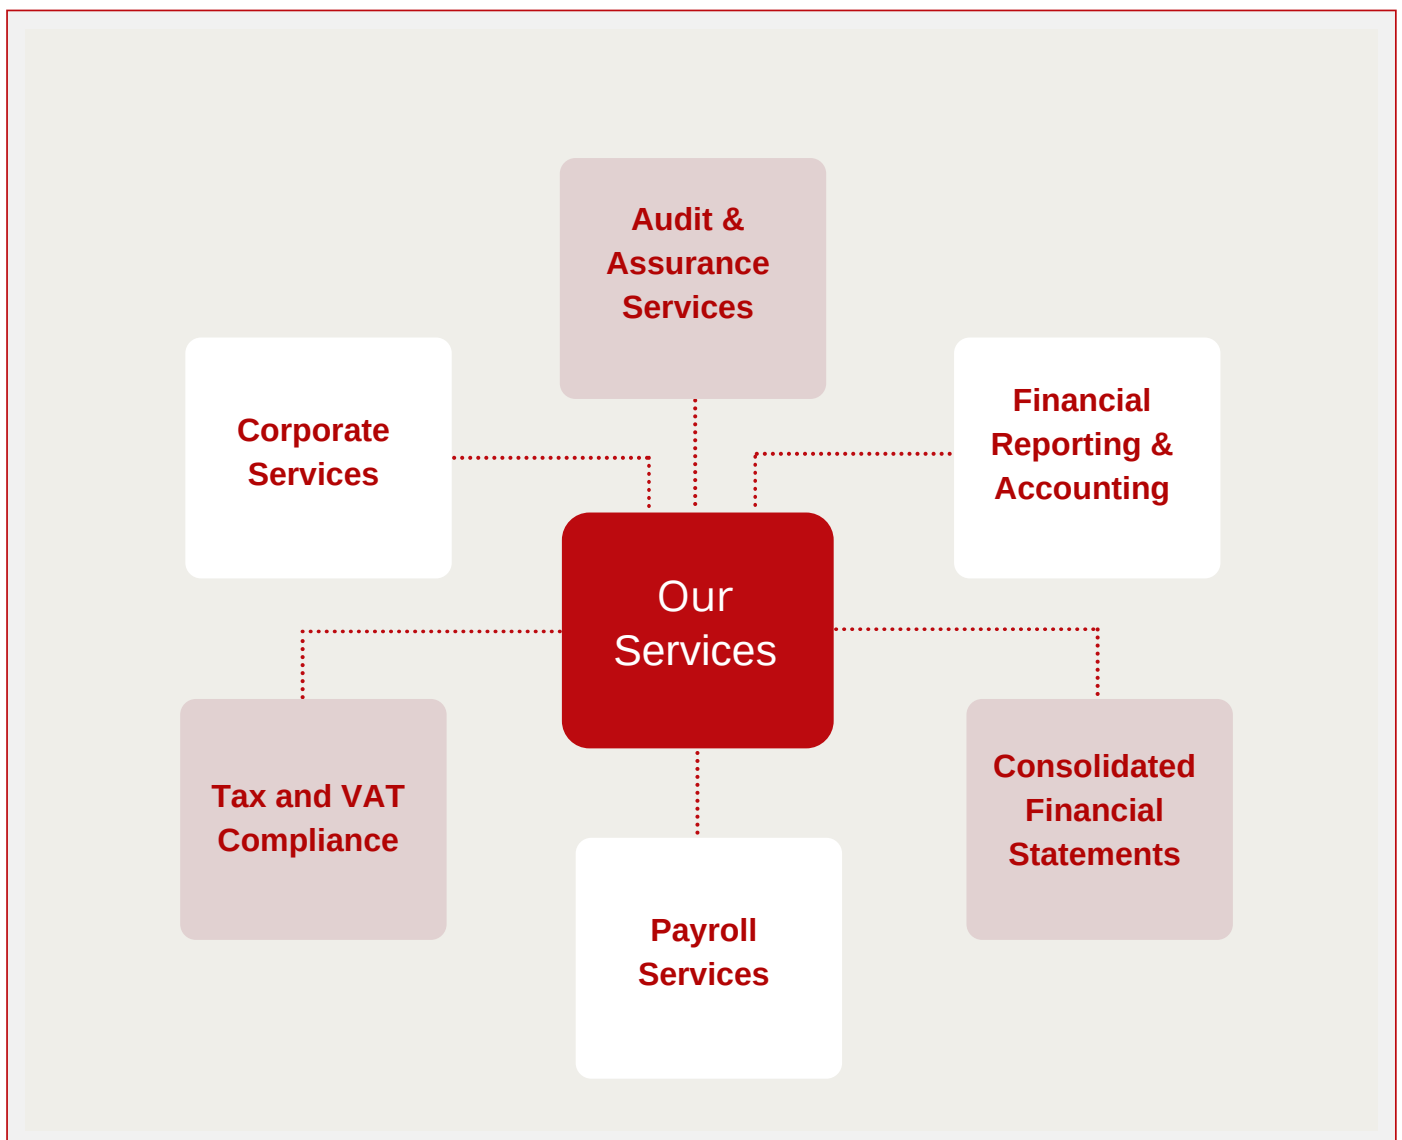 Audit &
Assurance
Services
Corporate
Services
Financial
Reporting &
Accounting
Our
Services
Tax and VAT
Compliance
Consolidated
Financial
Statements
Payroll
Services